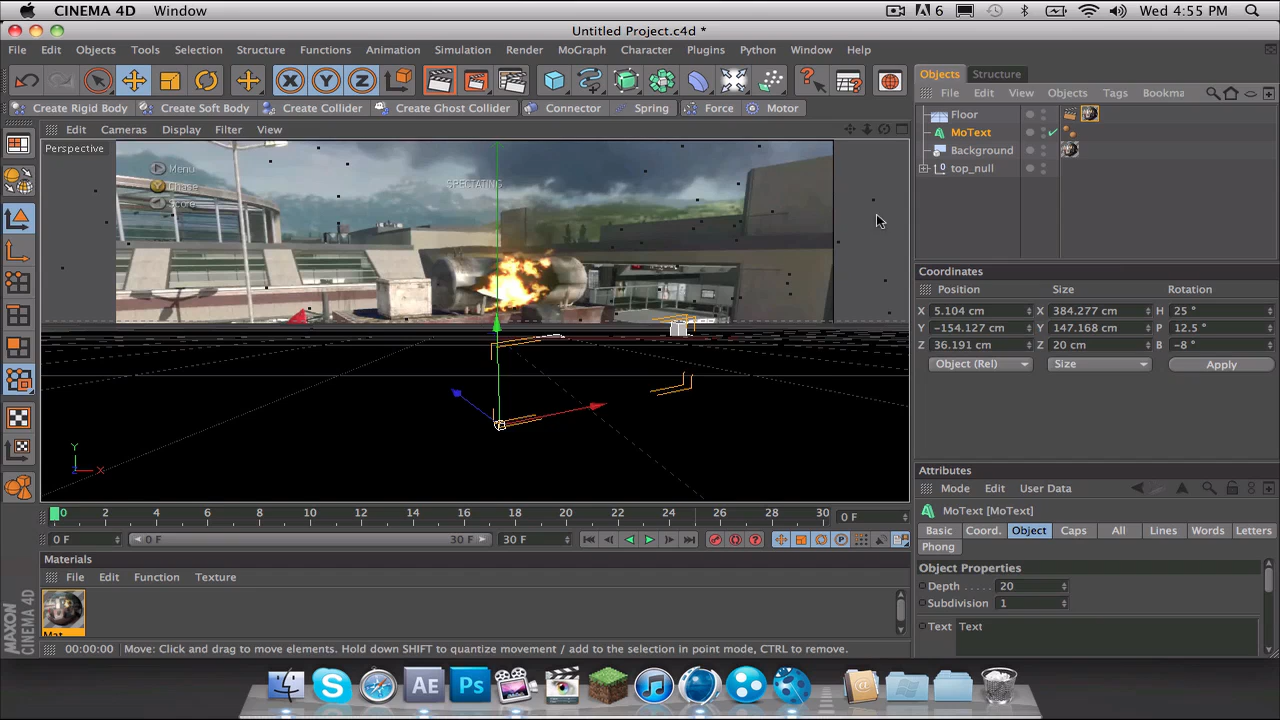 CINEMA 4D Window 6 Wed 4:55 PM
Untitled Project.c4d *
File Edit Objects Tools Selection Structure Functions Animation Simulation Render MoGraph Character Plugins Python Window Help
X Y Z
Create Rigid Body Create Soft Body Create Collider Create Ghost Collider Connector Spring Force Motor
Edit Cameras Display Filter View
Perspective
Menu
Chase
Score
SPECTATING
Y
Z X
Objects Structure
File Edit View Objects Tags Bookma
Floor
MoText
Background
top_null
Coordinates
Position Size Rotation
X 5.104 cm X 384.277 cm H 25 °
Y -154.127 cm Y 147.168 cm P 12.5 °
Z 36.191 cm Z 20 cm B -8 °
Object (Rel) Size Apply
Attributes
Mode Edit User Data
MoText [MoText]
Basic Coord. Object Caps All Lines Words Letters
Phong
Object Properties
Depth . . . . . 20
Subdivision 1
Text Text
0 2 4 6 8 10 12 14 16 18 20 22 24 26 28 30 0 F
0 F 0 F 30 F 30 F
Materials
File Edit Function Texture
Mat
MAXON
CINEMA 4D
00:00:00 Move: Click and drag to move elements. Hold down SHIFT to quantize movement / add to the selection in point mode, CTRL to remove.
AE Ps